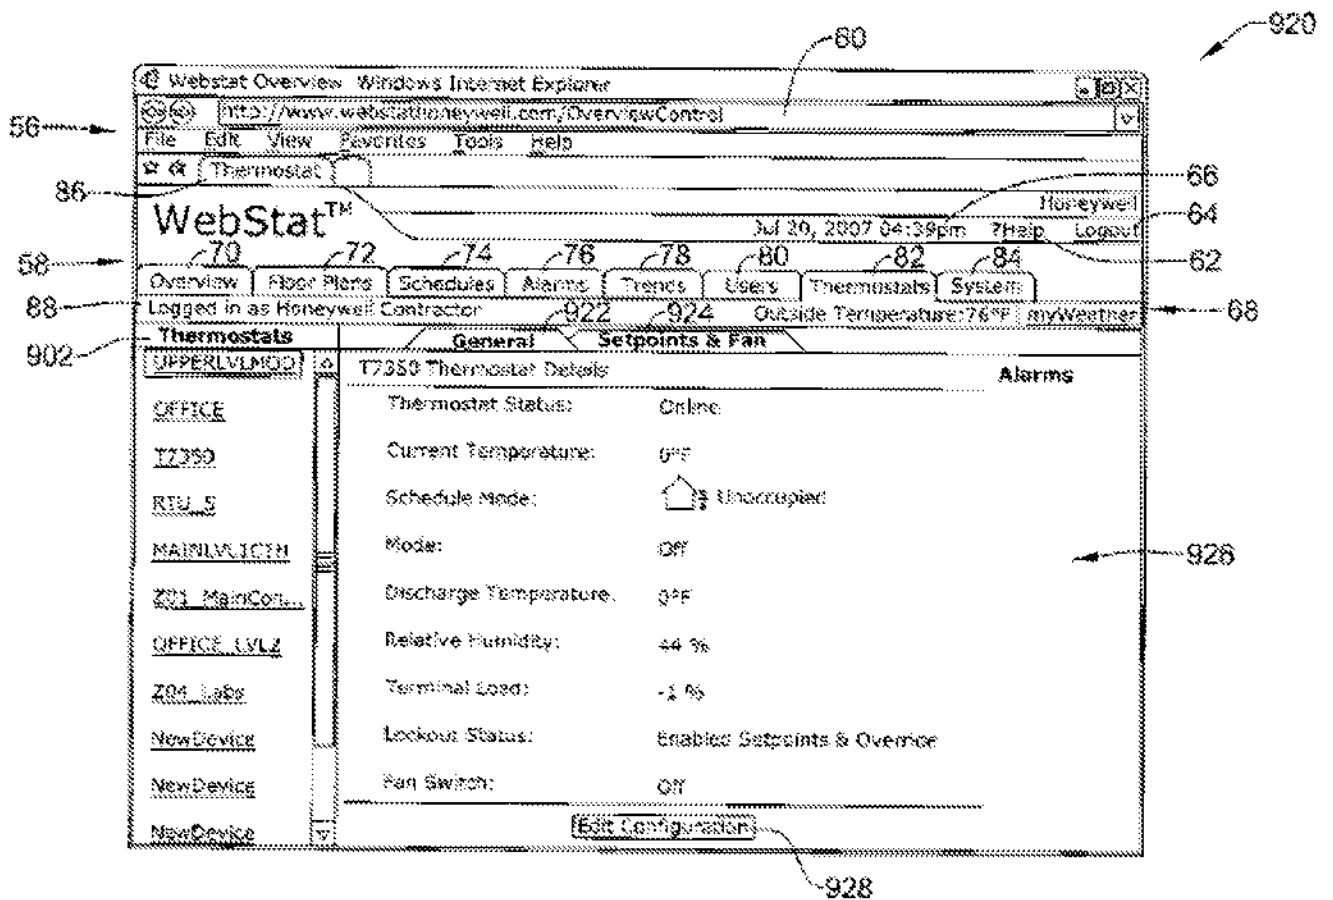 920
60
Webstat Overview Windows Internet Explorer
http://www.webstathoneywell.com/OverviewControl
56
File Edit View Favorites Tools Help
86 Thermostat 66
Honeywell
WebStat™ 64
Jul 20, 2007 04:39pm ?Help Logout
58 70 72 74 76 78 80 82 84 62
Overview Floor Plans Schedules Alarms Trends Users Thermostats System
88 Logged in as Honeywell Contractor 922 924 Outside Temperature:76°F myWeather 68
902 Thermostats General Setpoints & Fan
UPPERLVLMOD T7350 Thermostat Details Alarms
OFFICE Thermostat Status: Online
T7350 Current Temperature: 0°F
RTU_5 Schedule Mode: Unoccupied
MAINLVLICTH Mode: Off 926
Z01_MainCon... Discharge Temperature: 0°F
OFFICE_LVL2 Relative Humidity: 44 %
Z04_Labs Terminal Load: -1 %
NewDevice Lockout Status: Enabled Setpoints & Override
NewDevice Fan Switch: Off
NewDevice Edit Configuration
928